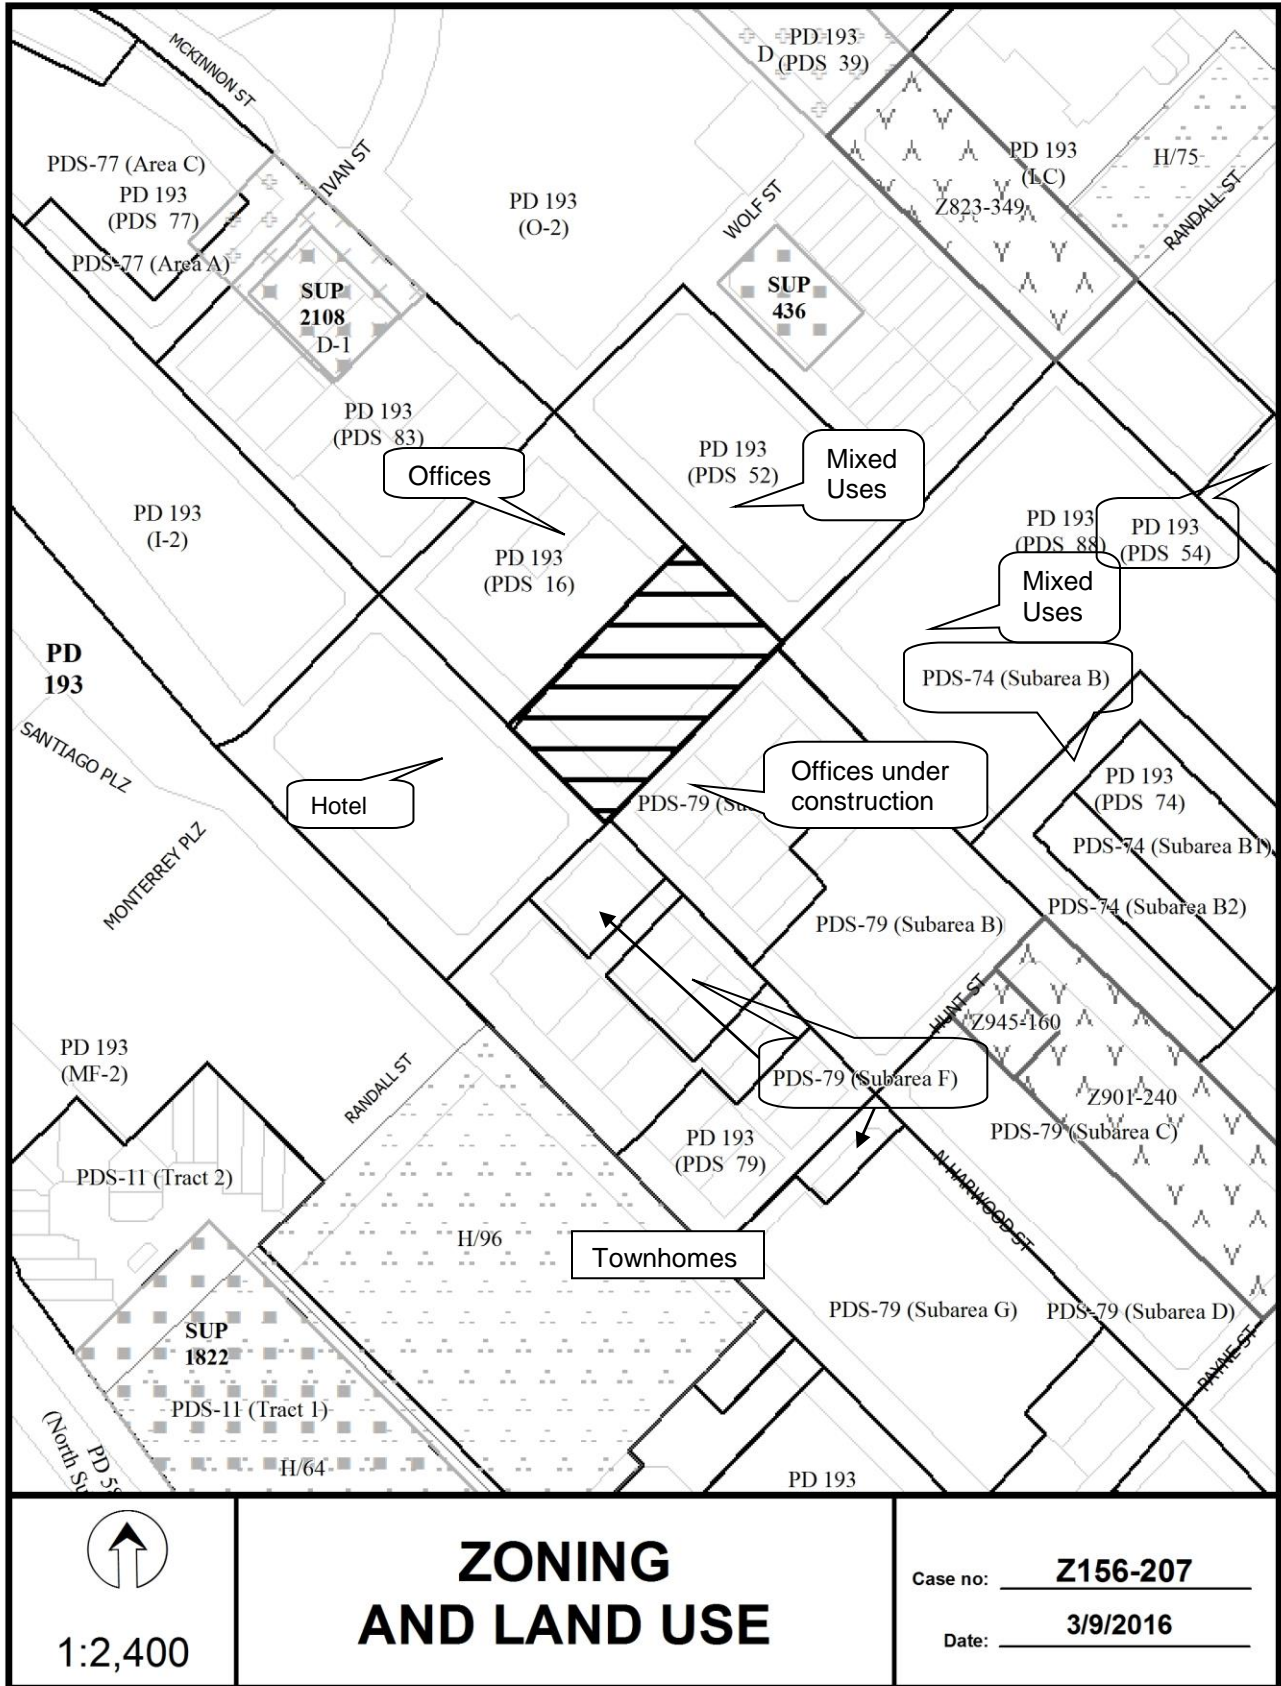 MCKINNON ST
PD 193
D (PDS 39)
PDS-77 (Area C)
PD 193
(PDS 77)
PDS-77 (Area A)
IVAN ST
PD 193
(O-2)
WOLF ST
PD 193
(LC)
H/75
RANDALL ST
Z823-349
SUP
2108
D-1
SUP
436
PD 193
(PDS 83)
Offices
PD 193
(PDS 52)
Mixed
Uses
PD 193
(I-2)
PD 193
(PDS 16)
PD 193
(PDS 88)
PD 193
(PDS 54)
Mixed
Uses
PD
193
PDS-74 (Subarea B)
SANTIAGO PLZ
Hotel
Offices under
construction
PDS-79 (Su
PD 193
(PDS 74)
PDS-74 (Subarea B1)
MONTERREY PLZ
PDS-74 (Subarea B2)
PDS-79 (Subarea B)
HUNT ST
Z945-160
PD 193
(MF-2)
RANDALL ST
PDS-79 (Subarea F)
Z901-240
PDS-79 (Subarea C)
PD 193
(PDS 79)
PDS-11 (Tract 2)
N HARWOOD ST
H/96
Townhomes
PDS-79 (Subarea G)
PDS-79 (Subarea D)
SUP
1822
PAYNE ST
PDS-11 (Tract 1)
H/64
PD 193
(North Su
1:2,400
ZONING
AND LAND USE
Case no: Z156-207
Date: 3/9/2016